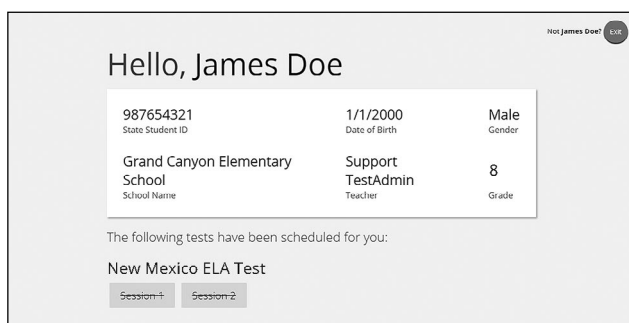 Not James Doe? Exit
Hello, James Doe
987654321 1/1/2000 Male
State Student ID Date of Birth Gender
Grand Canyon Elementary School Support TestAdmin 8
School Name Teacher Grade
The following tests have been scheduled for you:
New Mexico ELA Test
Session 1 Session 2